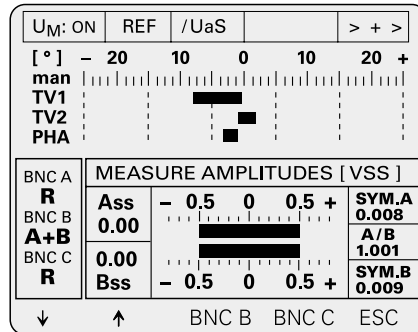 U_M: ON REF /UaS > + >
[°] – 20 10 0 10 20 +
man
TV1
TV2
PHA
BNC A
R
BNC B
A+B
BNC C
R
MEASURE AMPLITUDES [VSS]
Ass
0.00
0.00
Bss
– 0.5 0 0.5 +
– 0.5 0 0.5 +
SYM.A
0.008
A/B
1.001
SYM.B
0.009
↓ ↑ BNC B BNC C ESC